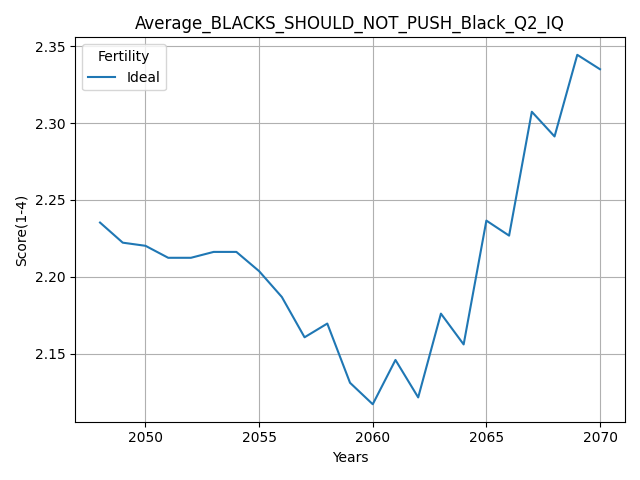 Average_BLACKS_SHOULD_NOT_PUSH_Black_Q2_IQ
Fertility
Ideal
Score(1-4)
2.35
2.30
2.25
2.20
2.15
2050
2055
2060
2065
2070
Years